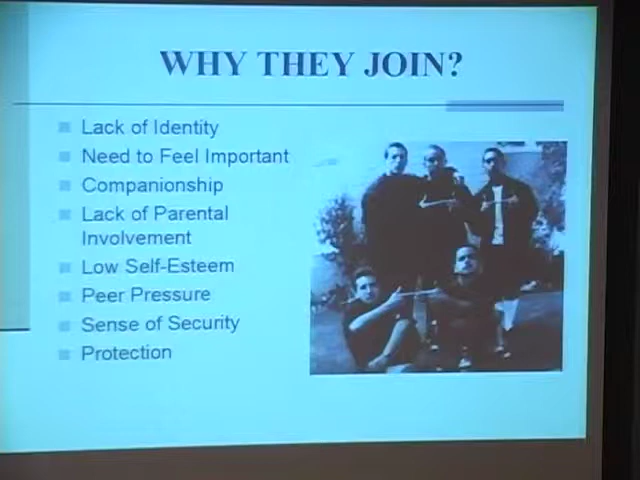 WHY THEY JOIN?
Lack of Identity
Need to Feel Important
Companionship
Lack of Parental
Involvement
Low Self-Esteem
Peer Pressure
Sense of Security
Protection